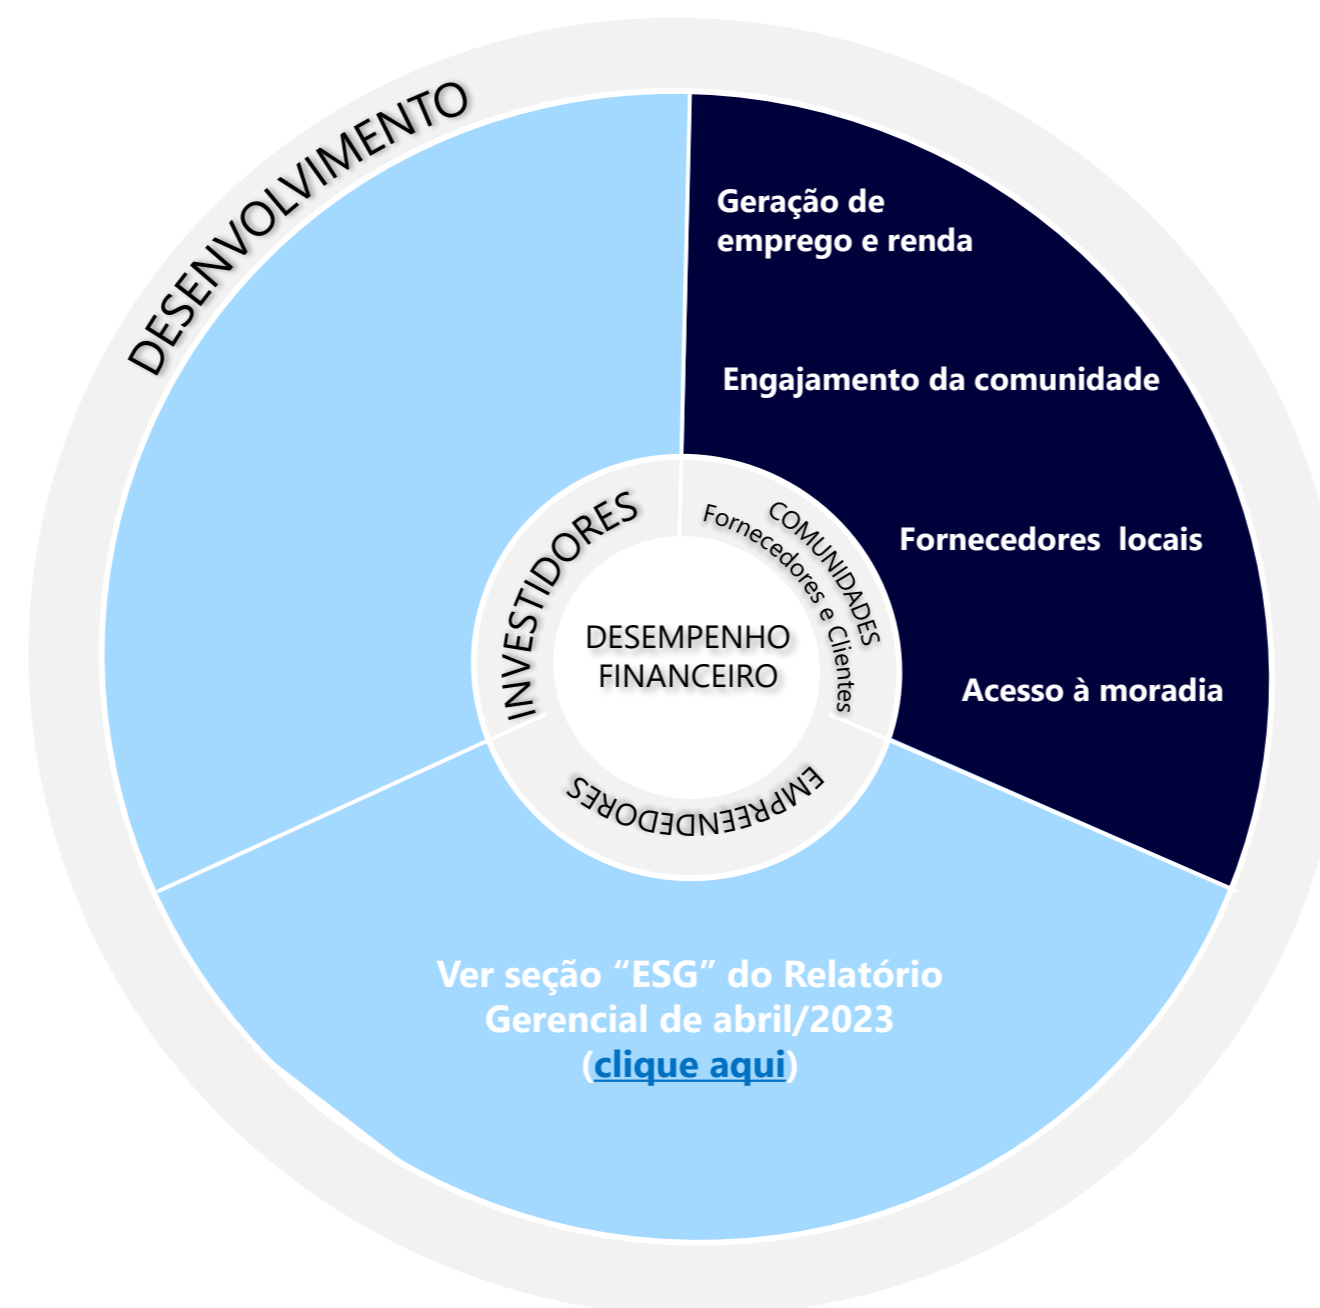 DESENVOLVIMENTO
Geração de
emprego e renda
Engajamento da comunidade
Fornecedores locais
Acesso à moradia
INVESTIDORES
COMUNIDADES
Fornecedores e Clientes
DESEMPENHO
FINANCEIRO
EMPREENDEDORES
Ver seção “ESG” do Relatório
Gerencial de abril/2023
(clique aqui)